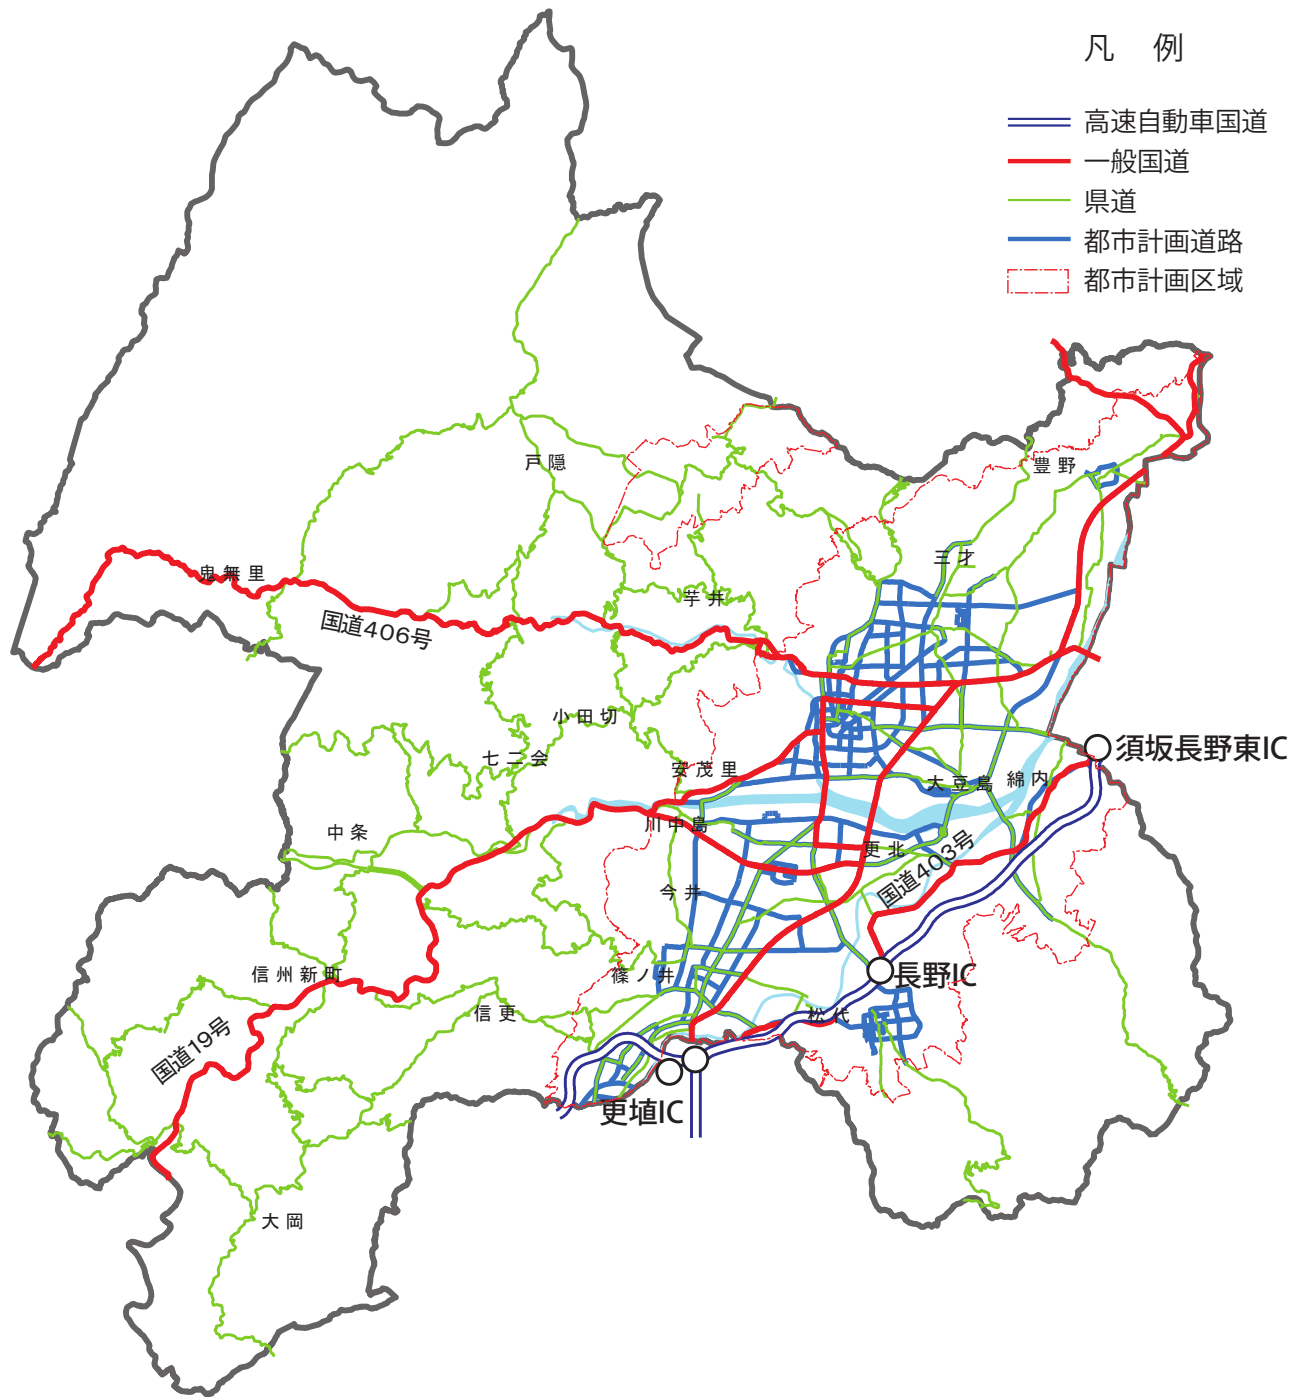 凡 例
高速自動車国道
一般国道
県道
都市計画道路
都市計画区域
戸隠
豊野
三才
鬼無里
芋井
国道406号
小田切
七二会
安茂里
須坂長野東IC
大豆島
綿内
中条
川中島
更北
国道403号
今井
信州新町
篠ノ井
長野IC
信更
松代
国道19号
更埴IC
大岡